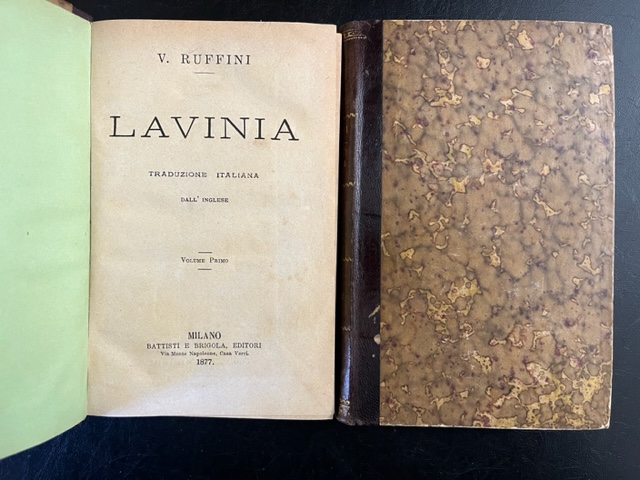 V. RUFFINI
LAVINIA
TRADUZIONE ITALIANA
DALL' INGLESE
VOLUME PRIMO
MILANO
BATTISTI E BRIGOLA, EDITORI
Via Monte Napoleone, Casa Verri.
1877.